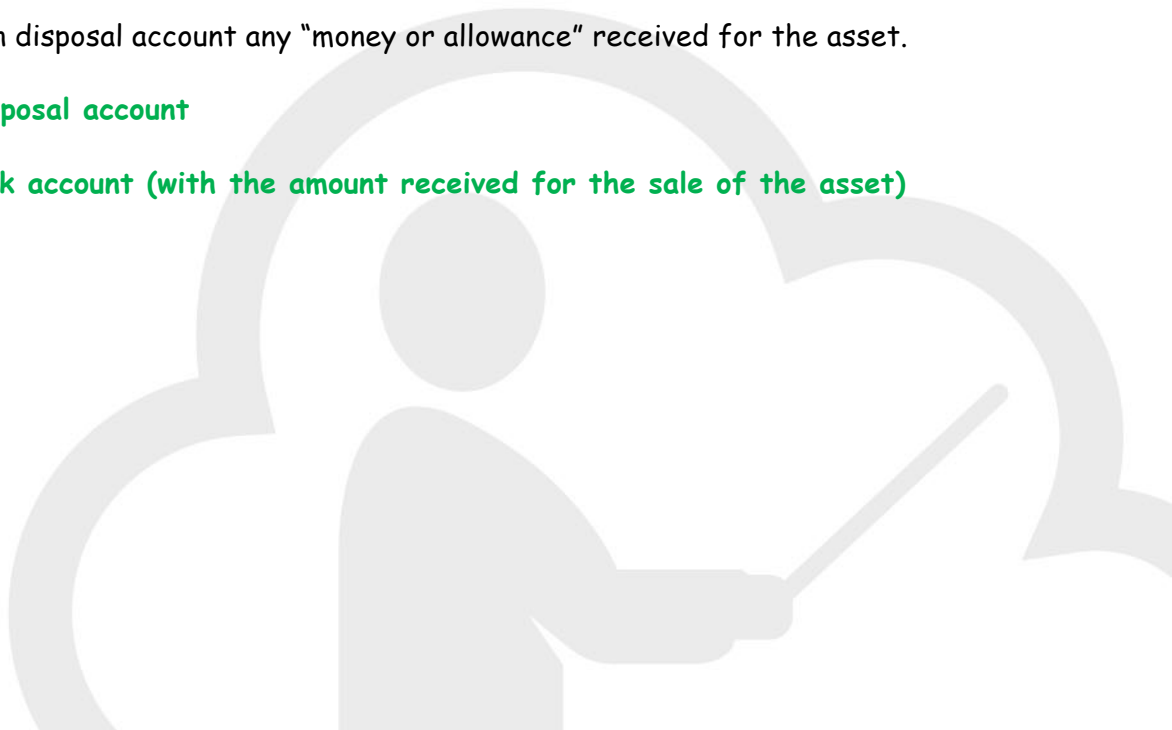 disposal account any “money or allowance” received for the asset.
posal account
k account (with the amount received for the sale of the asset)